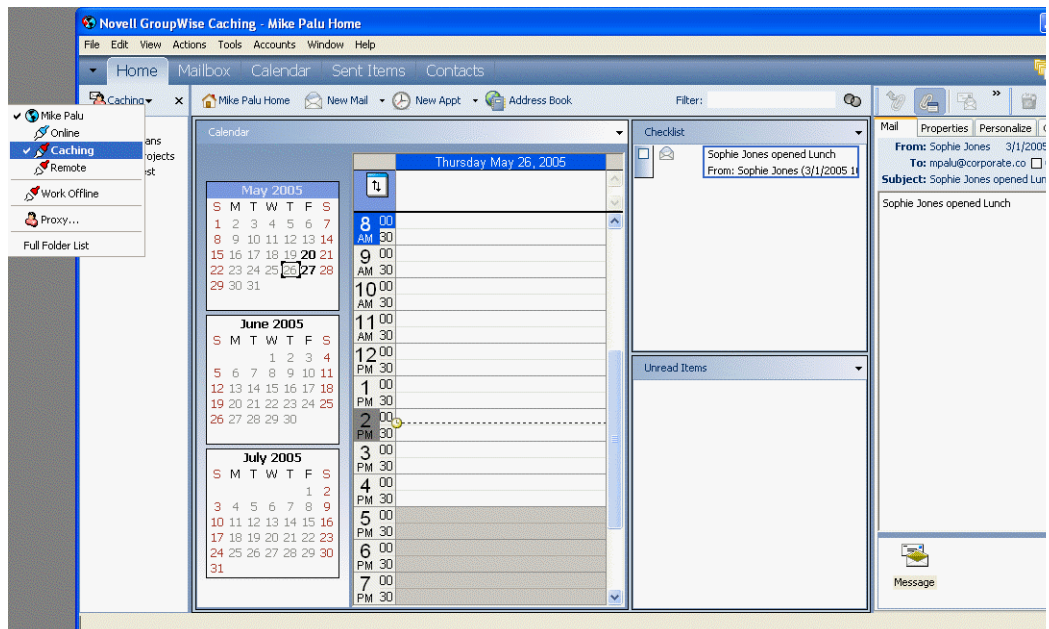 Novell GroupWise Caching - Mike Palu Home
File Edit View Actions Tools Accounts Window Help
Home Mailbox Calendar Sent Items Contacts
Caching
Mike Palu Home New Mail New Appt Address Book Filter:
Mike Palu
Online
Caching
Remote
Work Offline
Proxy...
Full Folder List
ans
ojects
st
Calendar
May 2005
S M T W T F S
1 2 3 4 5 6 7
8 9 10 11 12 13 14
15 16 17 18 19 20 21
22 23 24 25 26 27 28
29 30 31
June 2005
S M T W T F S
1 2 3 4
5 6 7 8 9 10 11
12 13 14 15 16 17 18
19 20 21 22 23 24 25
26 27 28 29 30
July 2005
S M T W T F S
1 2
3 4 5 6 7 8 9
10 11 12 13 14 15 16
17 18 19 20 21 22 23
24 25 26 27 28 29 30
31
Thursday May 26, 2005
8 00
AM 30
9 00
AM 30
10 00
AM 30
11 00
AM 30
12 00
PM 30
1 00
PM 30
2 00
PM 30
3 00
PM 30
4 00
PM 30
5 00
PM 30
6 00
PM 30
7 00
PM 30
Checklist
Sophie Jones opened Lunch
From: Sophie Jones (3/1/2005 1
Unread Items
Mail Properties Personalize
From: Sophie Jones 3/1/2005
To: mpalu@corporate.co
Subject: Sophie Jones opened Lun
Sophie Jones opened Lunch
Message